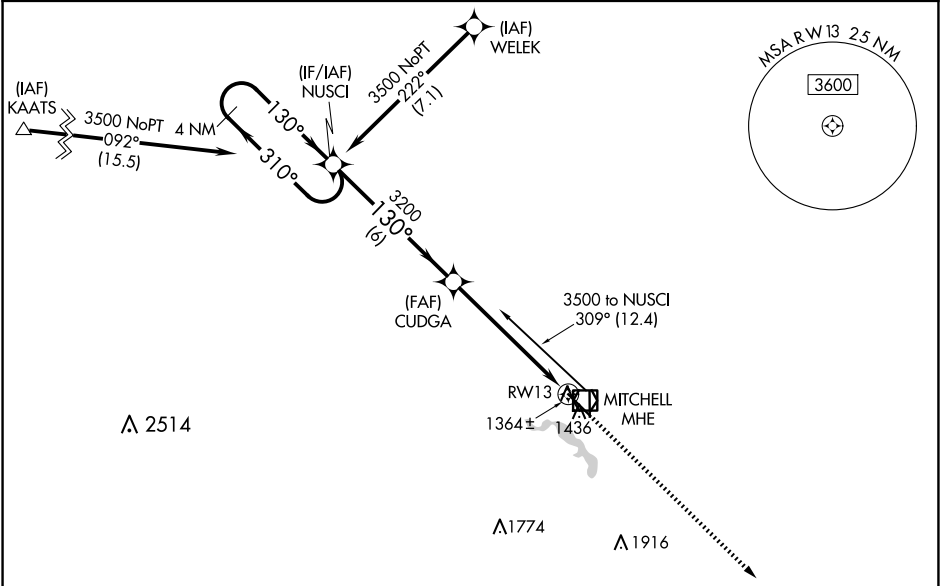 (IAF)
WELEK
MSA RW13 25 NM
3600
(IF/IAF)
NUSCI
3500 NoPT
222°
(7.1)
(IAF)
KAATS
3500 NoPT
092°
(15.5)
4 NM
130°
310°
3200
130°
(6)
(FAF)
CUDGA
3500 to NUSCI
309° (12.4)
RW13
MITCHELL
MHE
1364±
1436
2514
1774
1916